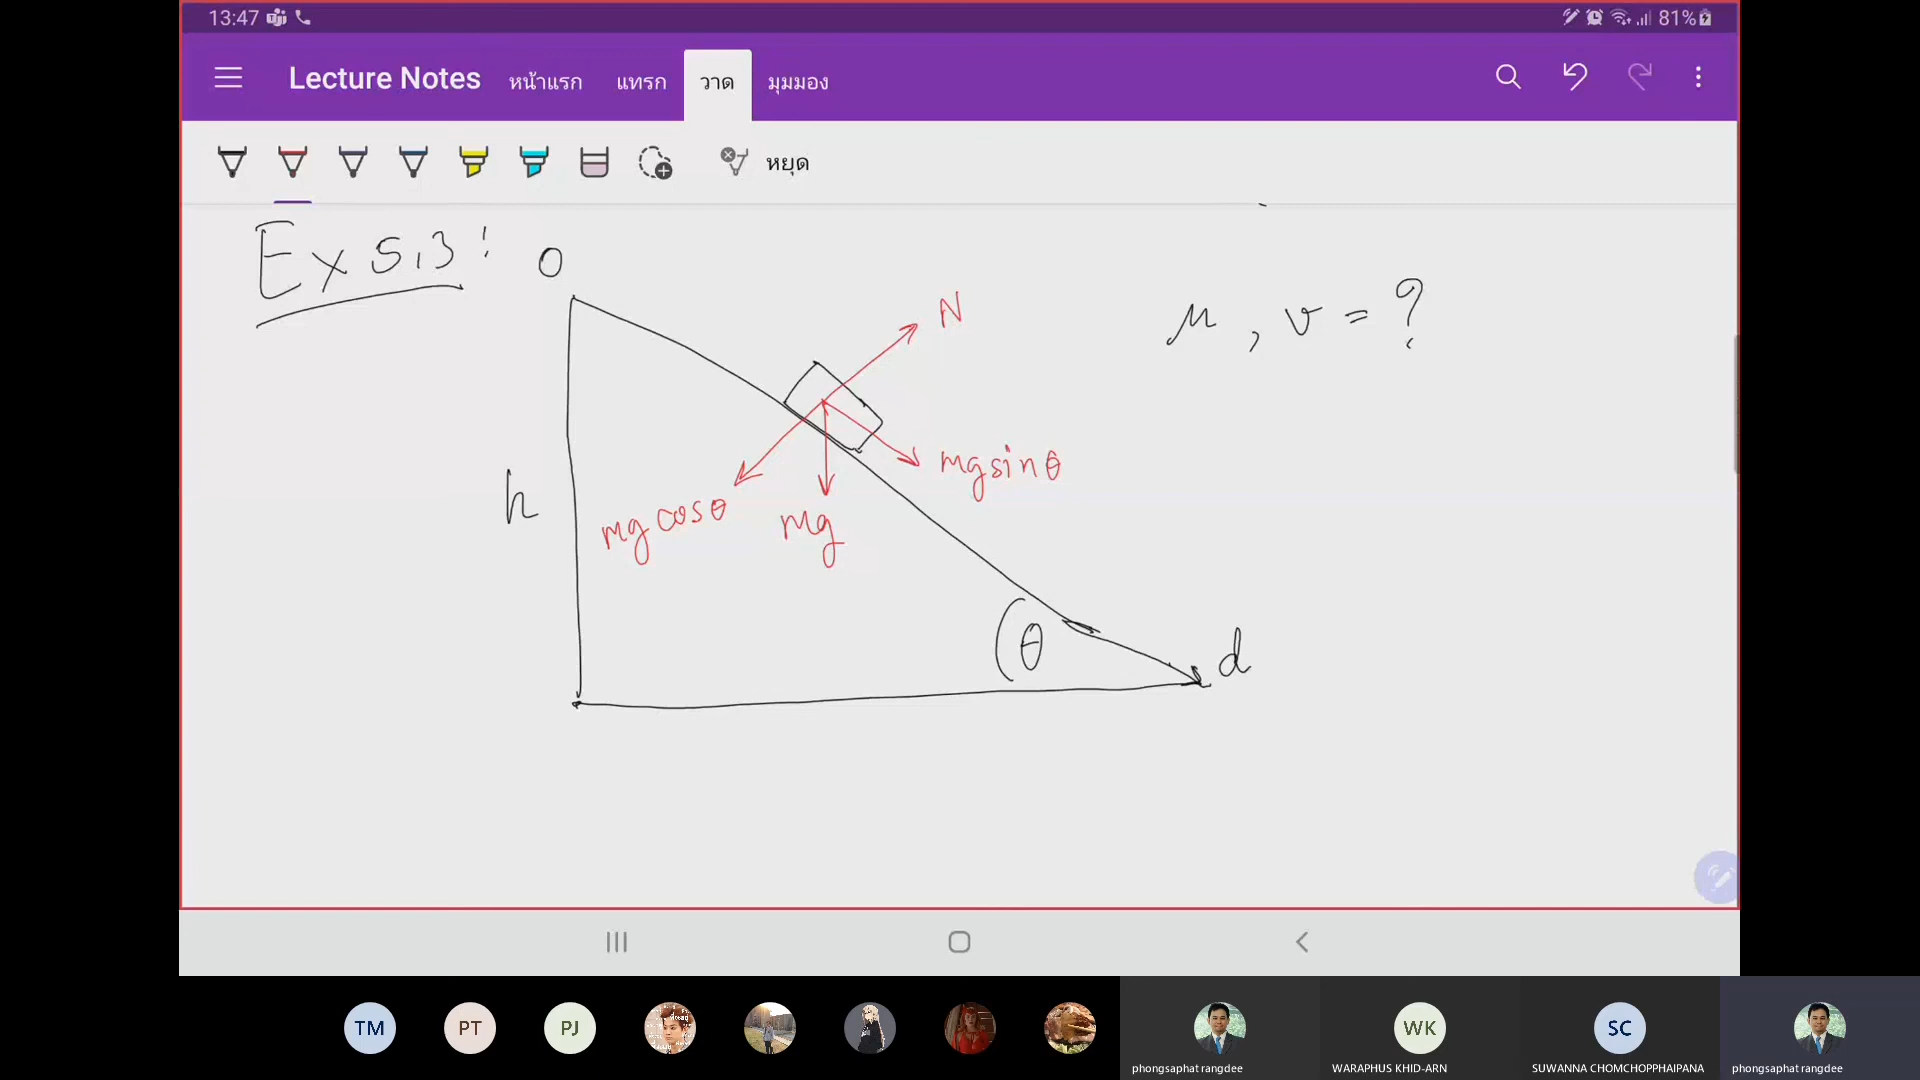 13:47
81%
Lecture Notes หน้าแรก แทรก วาด มุมมอง
หยุด
Ex 5.3 :
0
N
μ , v = ?
h
mg sin θ
mg cos θ
mg
θ
d
TM PT PJ WK SC
phongsaphat rangdee WARAPHUS KHID-ARN SUWANNA CHOMCHOPPHAIPANA phongsaphat rangdee